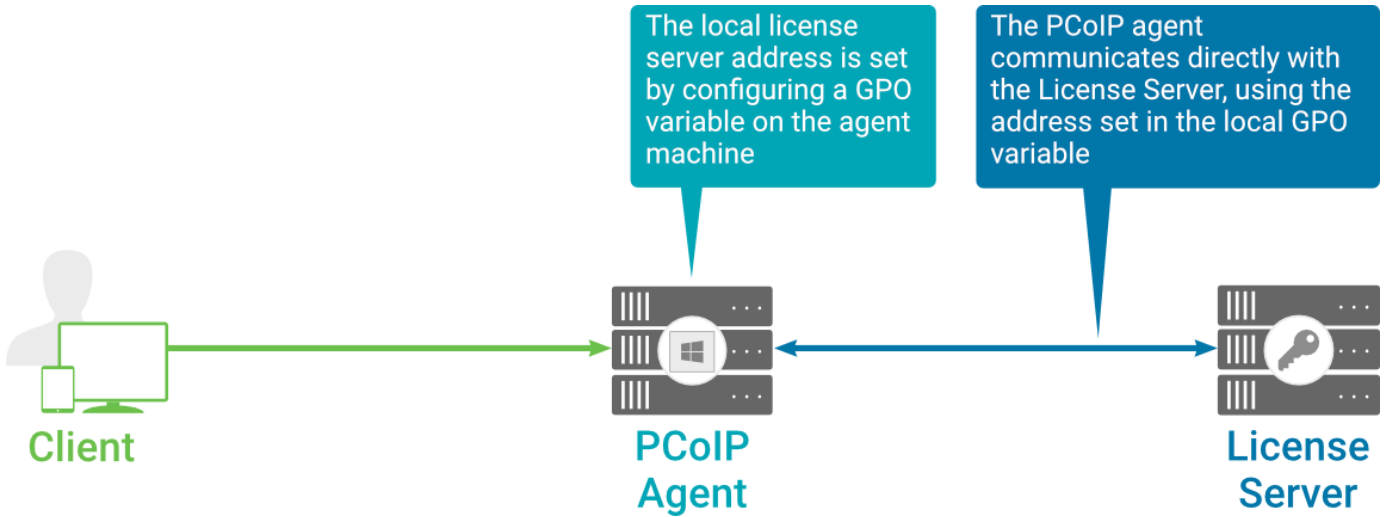 The local license
server address is set
by configuring a GPO
variable on the agent
machine
The PCoIP agent
communicates directly with
the License Server, using the
address set in the local GPO
variable
Client
PCoIP
Agent
License
Server